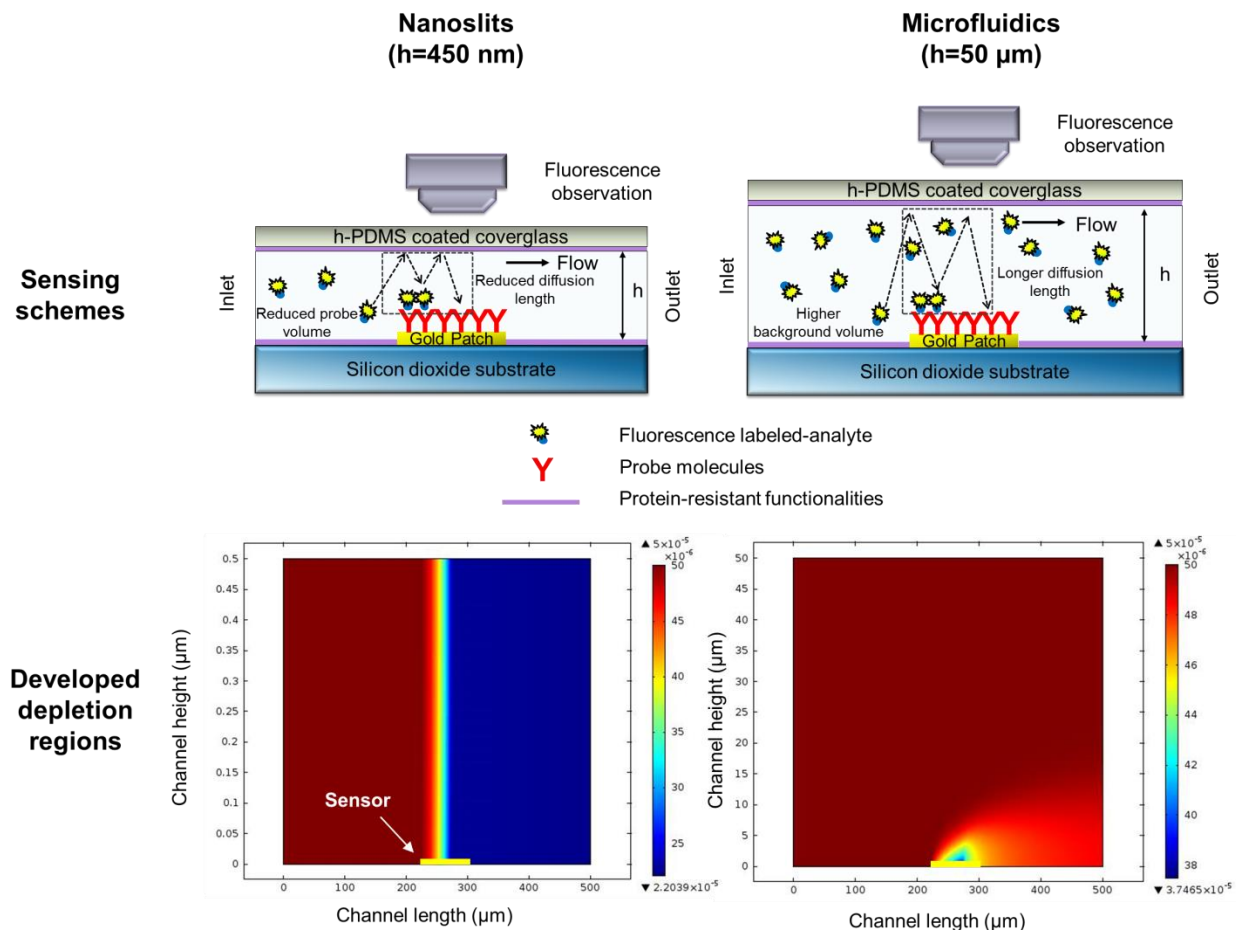 Nanoslits
(h=450 nm)
Microfluidics
(h=50 µm)
Sensing
schemes
Fluorescence
observation
h-PDMS coated coverglass
Inlet
Flow
Reduced diffusion
length
h
Outlet
Reduced probe
volume
Gold Patch
Silicon dioxide substrate
Fluorescence
observation
h-PDMS coated coverglass
Inlet
Flow
Longer diffusion
length
h
Outlet
Higher
background volume
Gold Patch
Silicon dioxide substrate
Fluorescence labeled-analyte
Y
Probe molecules
Protein-resistant functionalities
Developed
depletion
regions
Channel height (µm)
0.5
0.45
0.4
0.35
0.3
0.25
0.2
0.15
0.1
0.05
0
Sensor
0 100 200 300 400 500
Channel length (µm)
▲ 5×10⁻⁵
×10⁻⁶
50
45
40
35
30
25
▼ 2.2039×10⁻⁵
Channel height (µm)
50
45
40
35
30
25
20
15
10
5
0
0 100 200 300 400 500
Channel length (µm)
▲ 5×10⁻⁵
×10⁻⁶
50
48
46
44
42
40
38
▼ 3.7465×10⁻⁵